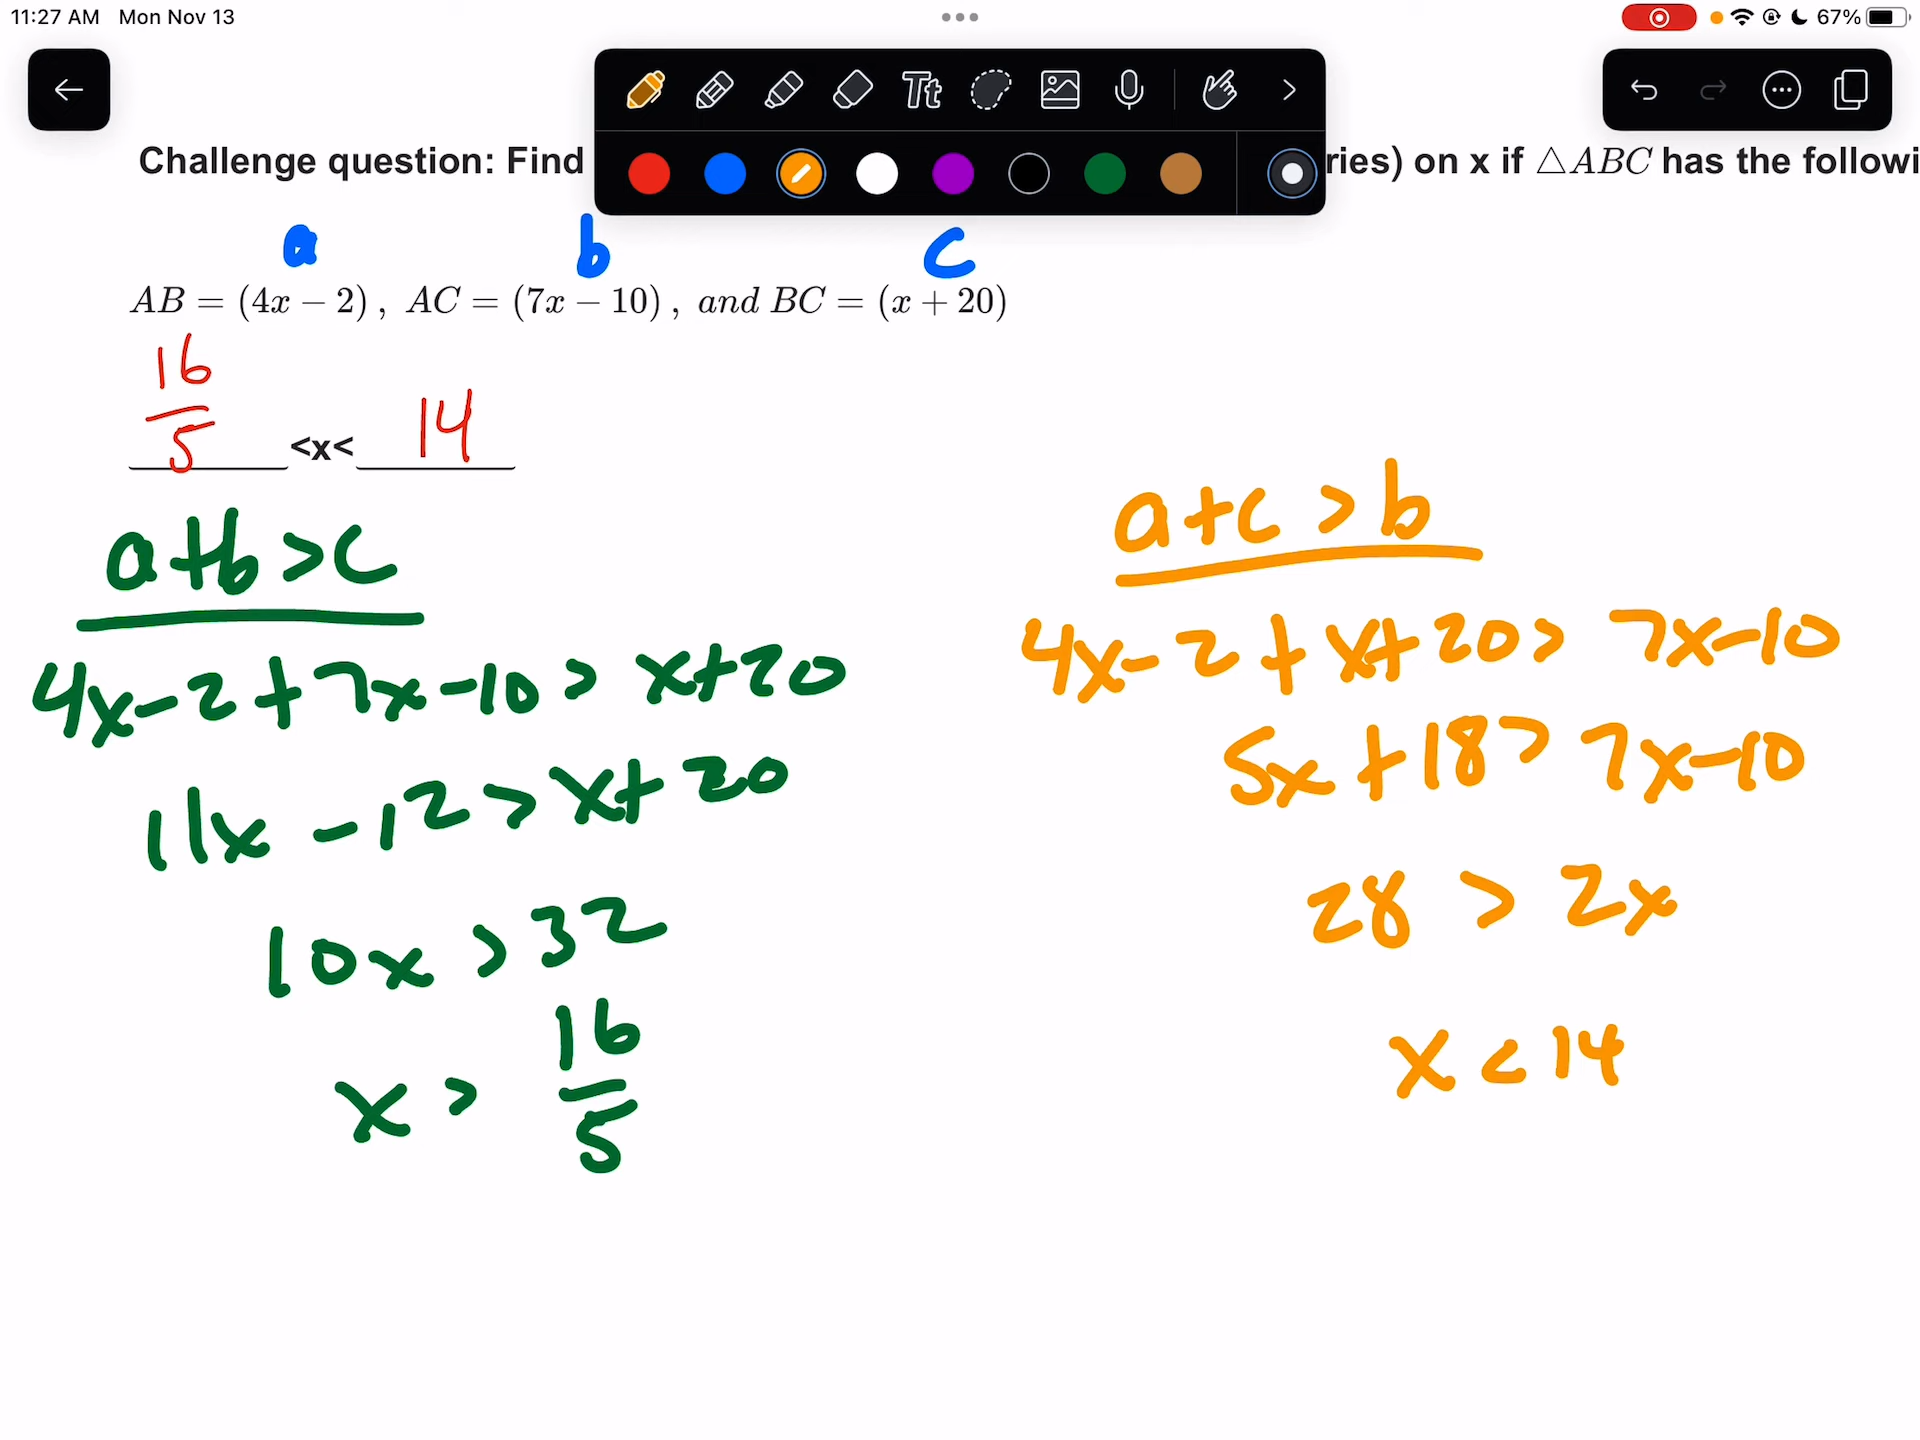 11:27 AM Mon Nov 13
67%
Tt
Challenge question: Find ries) on x if △ABC has the followi
a b c
AB = (4x − 2), AC = (7x − 10), and BC = (x + 20)
16/5 <x< 14
a+b>c
4x-2+7x-10> x+20
11x -12>x+20
10x >32
x > 16/5
a+c >b
4x-2+x+20> 7x-10
5x+18>7x-10
28 > 2x
x < 14